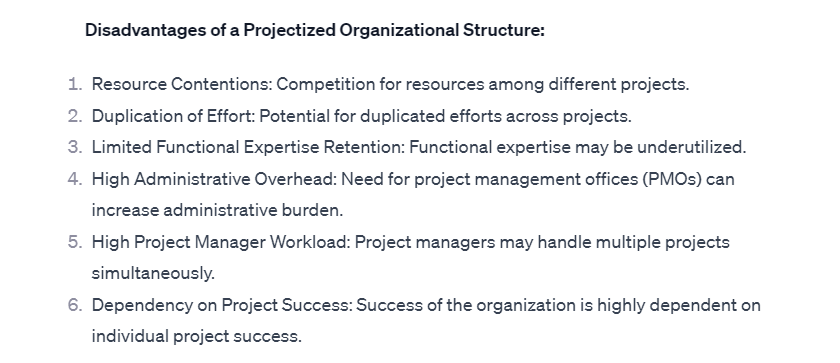 Disadvantages of a Projectized Organizational Structure:
1. Resource Contentions: Competition for resources among different projects.
2. Duplication of Effort: Potential for duplicated efforts across projects.
3. Limited Functional Expertise Retention: Functional expertise may be underutilized.
4. High Administrative Overhead: Need for project management offices (PMOs) can
increase administrative burden.
5. High Project Manager Workload: Project managers may handle multiple projects
simultaneously.
6. Dependency on Project Success: Success of the organization is highly dependent on
individual project success.